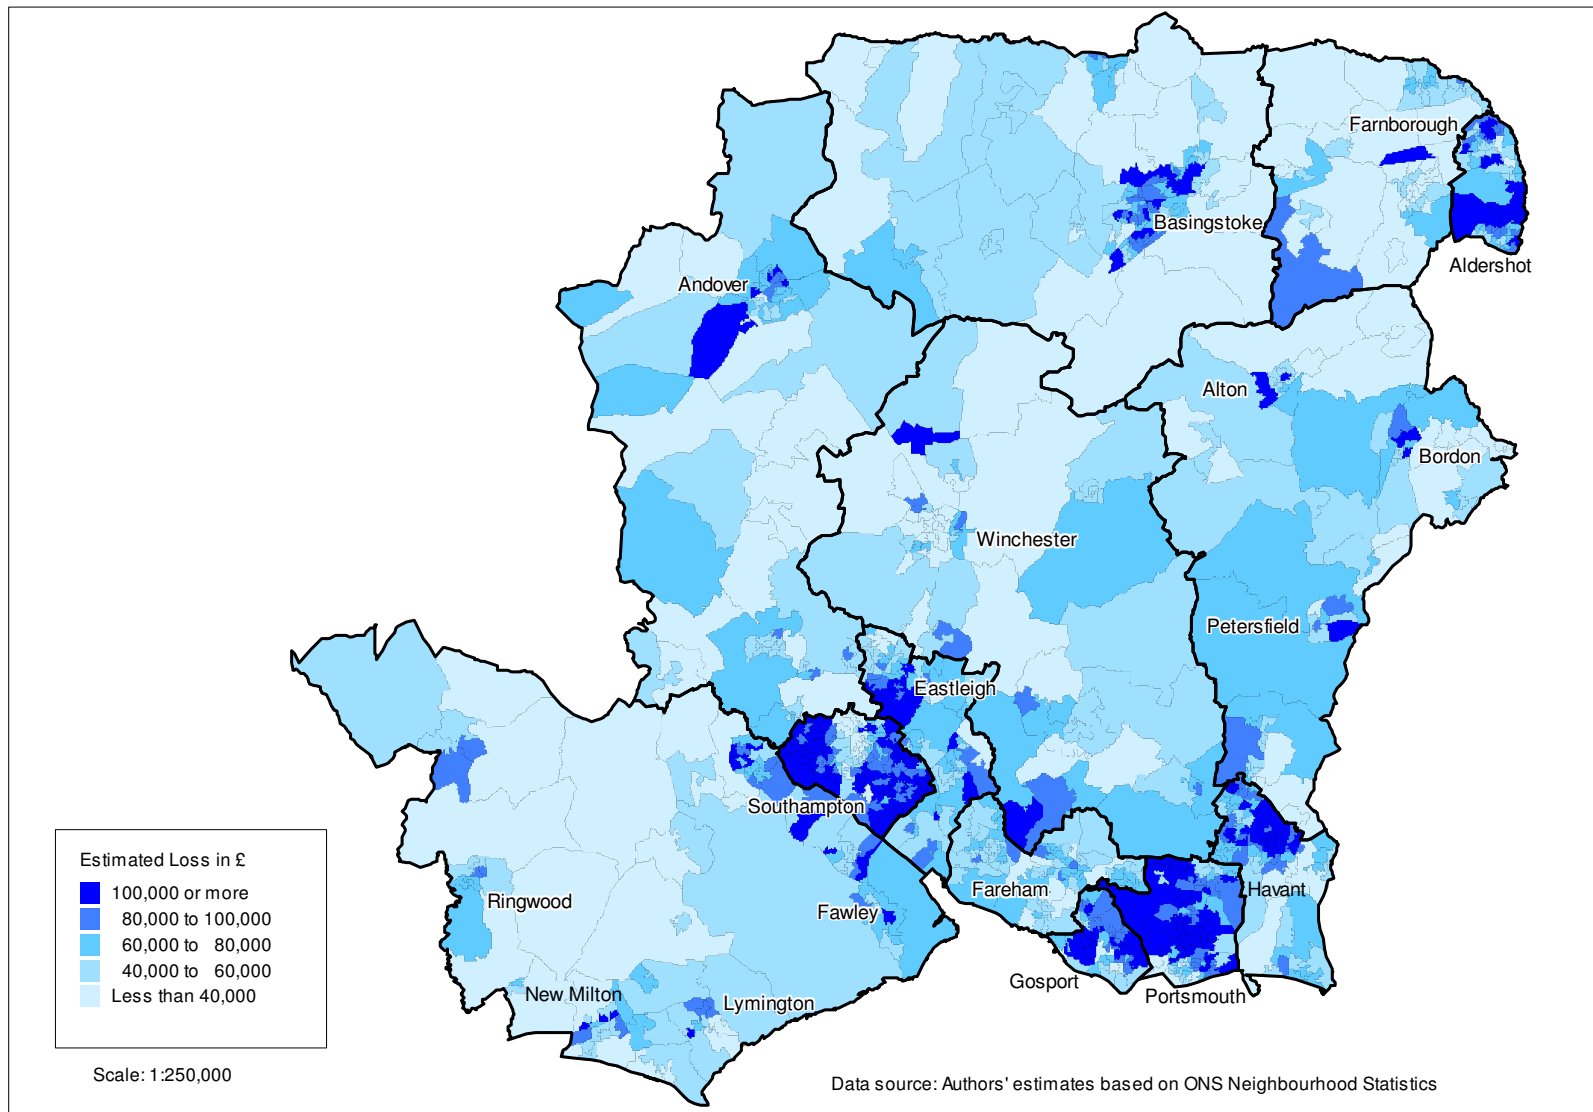 Farnborough
Basingstoke
Aldershot
Andover
Alton
Bordon
Winchester
Petersfield
Eastleigh
Southampton
Ringwood
Fareham
Havant
Fawley
Gosport
Portsmouth
New Milton
Lymington
Estimated Loss in £
100,000 or more
80,000 to 100,000
60,000 to 80,000
40,000 to 60,000
Less than 40,000
Scale: 1:250,000
Data source: Authors' estimates based on ONS Neighbourhood Statistics